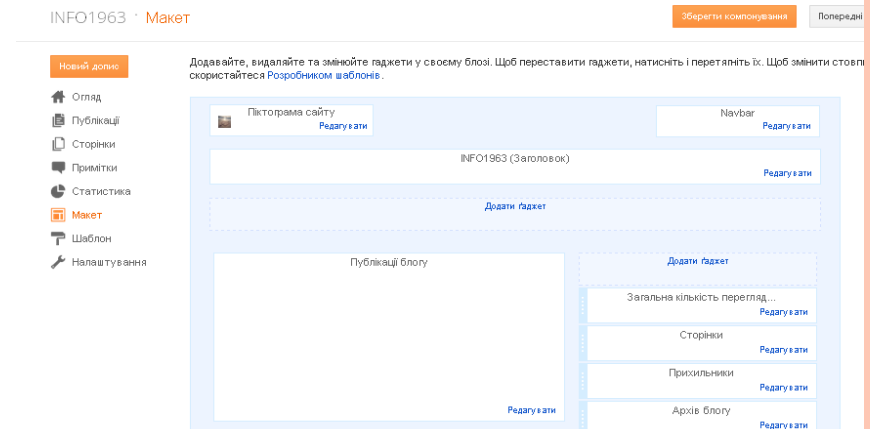 INFO1963 · Макет
Зберегти компонування
Попередні
Новий допис
Огляд
Публікації
Сторінки
Примітки
Статистика
Макет
Шаблон
Налаштування
Додавайте, видаляйте та змінюйте гаджети у своєму блозі. Щоб переставити гаджети, натисніть і перетягніть їх. Щоб змінити стовпц
скористайтеся Розробником шаблонів.
Піктограма сайту
Редагувати
Navbar
Редагувати
INFO1963 (Заголовок)
Редагувати
Додати ґаджет
Публікації блогу
Редагувати
Додати ґаджет
Загальна кількість перегляд...
Редагувати
Сторінки
Редагувати
Прихильники
Редагувати
Архів блогу
Редагувати